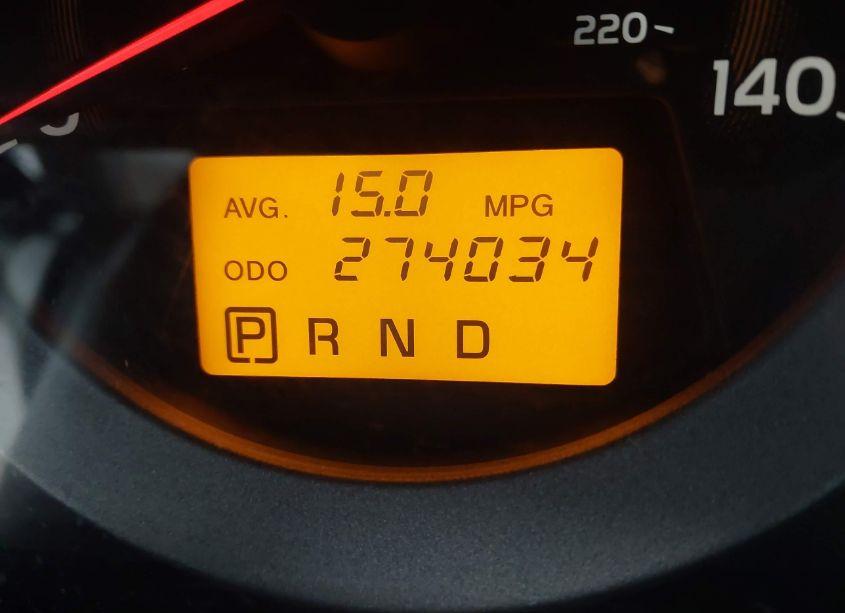 220
140
AVG. 15.0 MPG
ODO 274034
P R N D